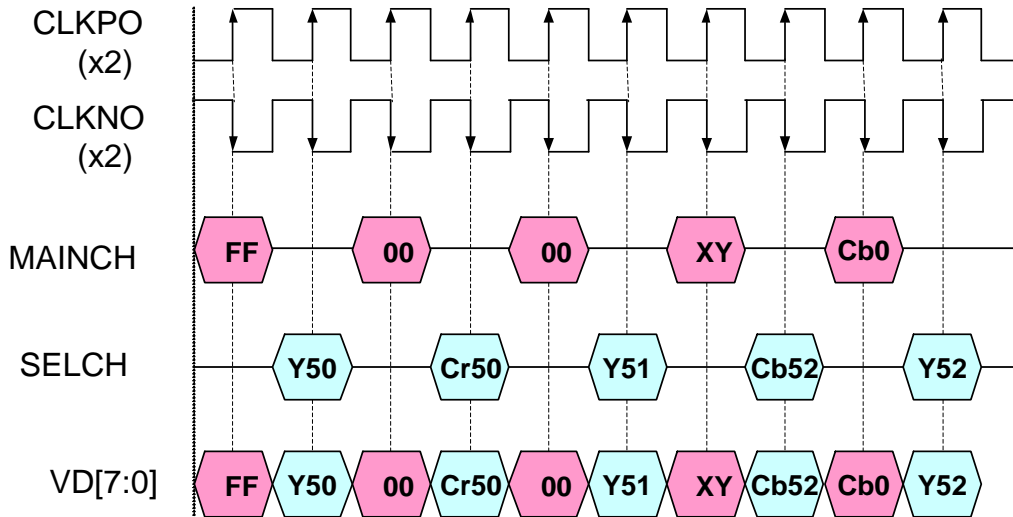 CLKPO
(x2)
CLKNO
(x2)
MAINCH FF 00 00 XY Cb0
SELCH Y50 Cr50 Y51 Cb52 Y52
VD[7:0] FF Y50 00 Cr50 00 Y51 XY Cb52 Cb0 Y52